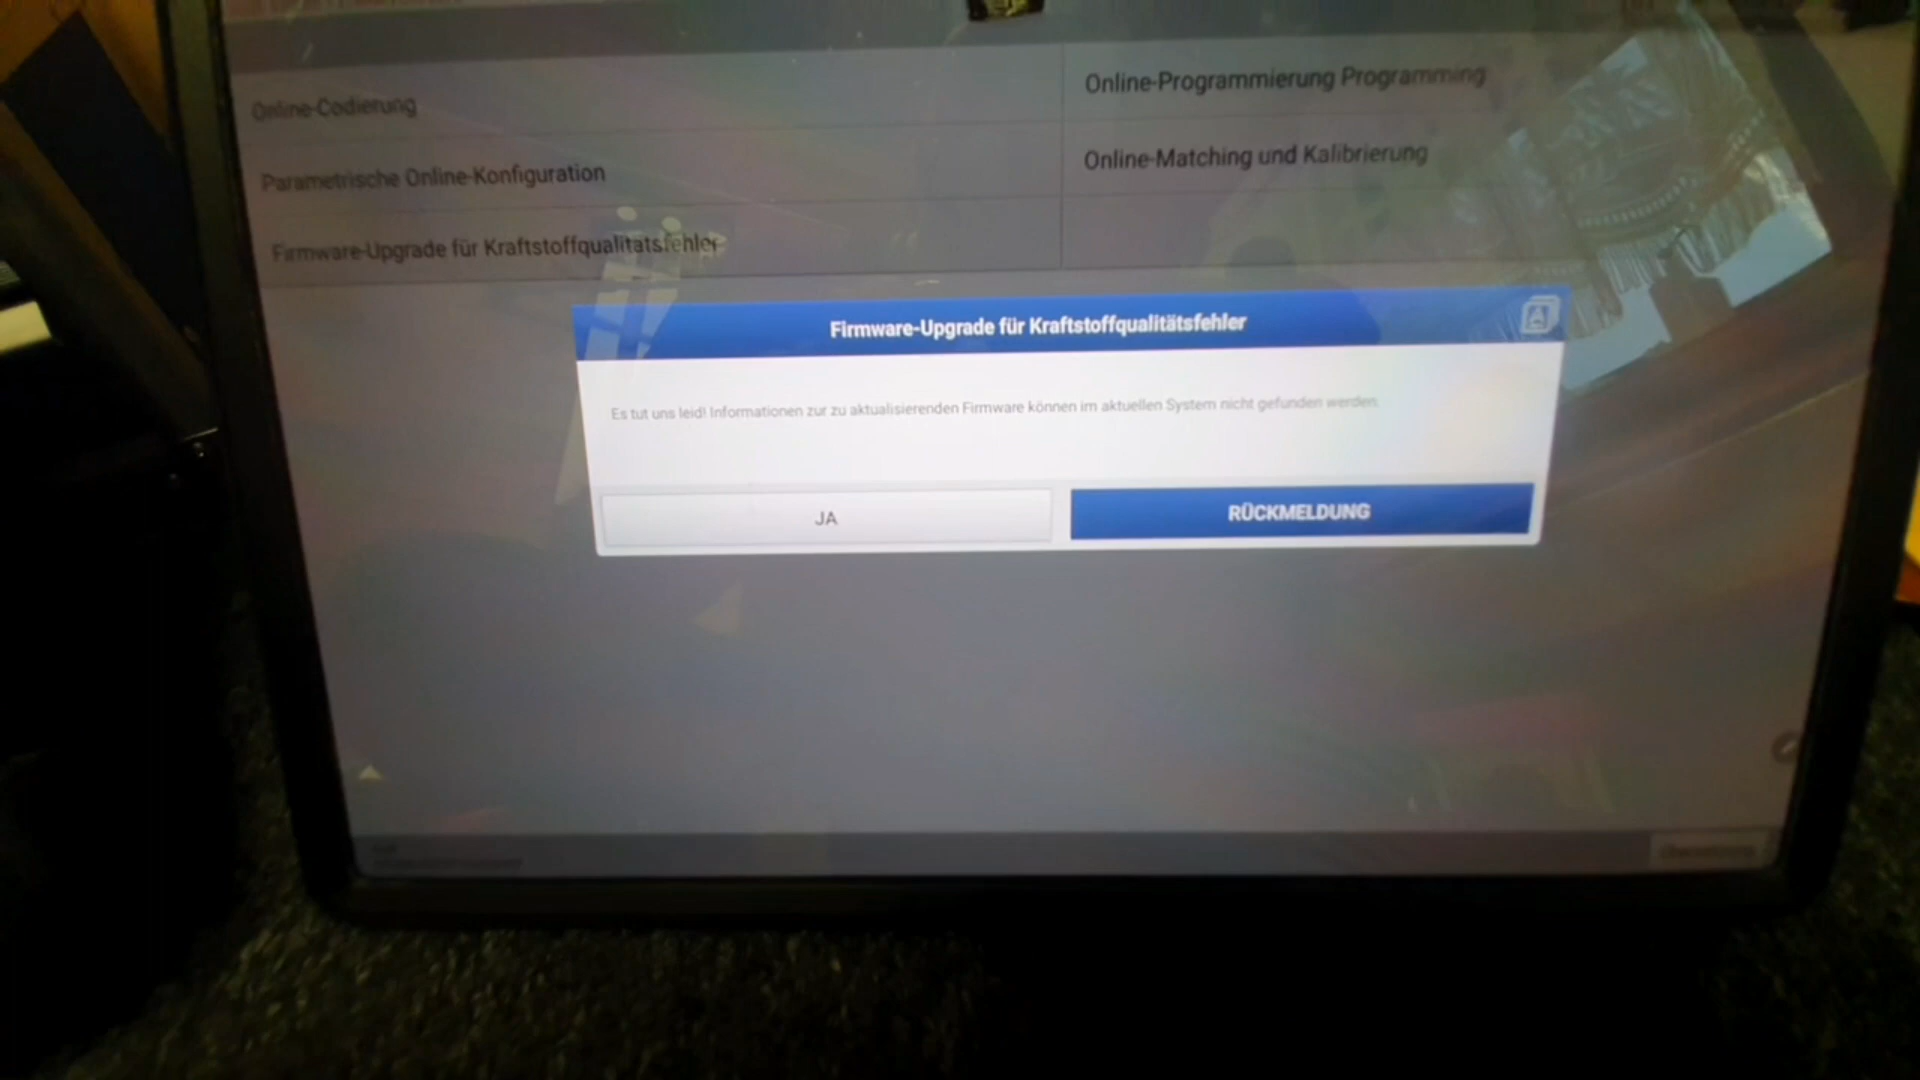 Online-Codierung
Online-Programmierung Programming
Parametrische Online-Konfiguration
Online-Matching und Kalibrierung
Firmware-Upgrade für Kraftstoffqualitätsfehler
Firmware-Upgrade für Kraftstoffqualitätsfehler
Es tut uns leid! Informationen zur zu aktualisierenden Firmware können im aktuellen System nicht gefunden werden.
JA
RÜCKMELDUNG